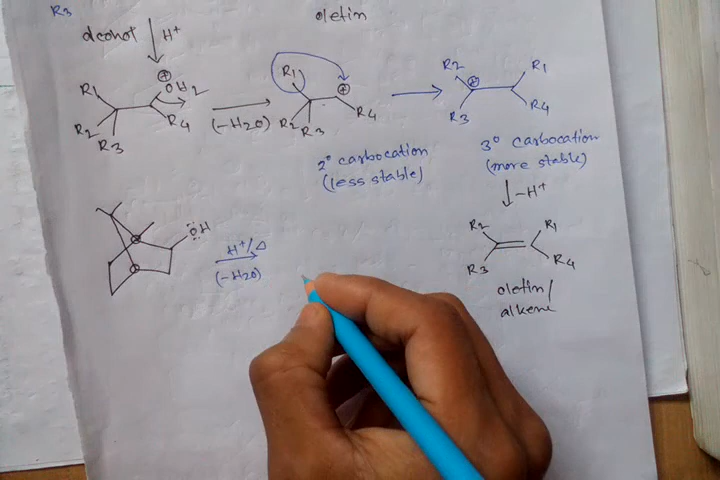 R3
olefin
alcohol H+
⊕
OH2
R1
R2
R3
R4
(-H2O)
R1
⊕
R2
R3
R4
2° carbocation
(less stable)
R2
⊕
R1
R3
R4
3° carbocation
(more stable)
-H+
R2
R1
R3
R4
olefin/
alkene
ÖH
H+/Δ
(-H2O)